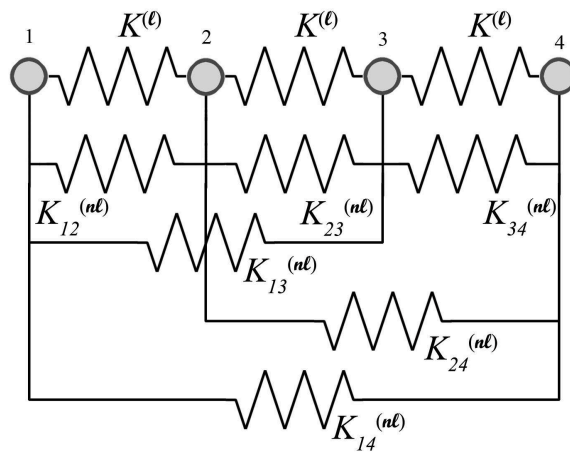 1 K⁽ˡ⁾ 2 K⁽ˡ⁾ 3 K⁽ˡ⁾ 4
K₁₂⁽ⁿˡ⁾ K₂₃⁽ⁿˡ⁾ K₃₄⁽ⁿˡ⁾
K₁₃⁽ⁿˡ⁾
K₂₄⁽ⁿˡ⁾
K₁₄⁽ⁿˡ⁾